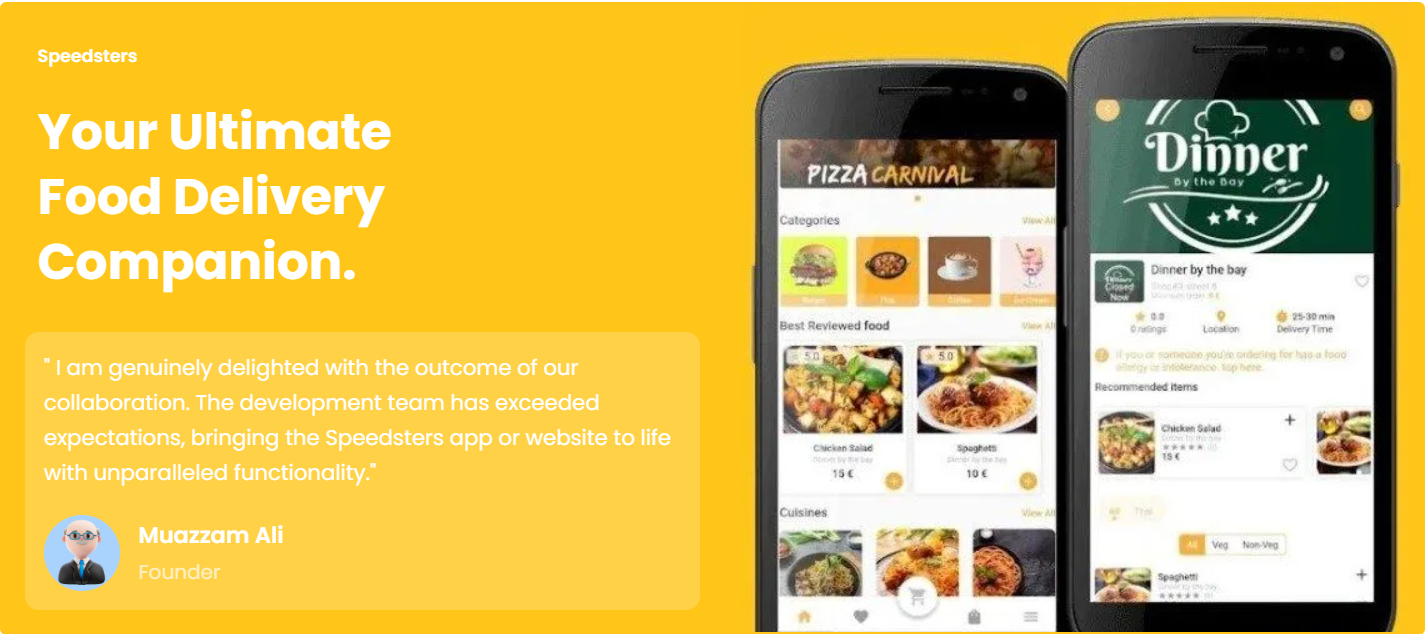 Speedsters
Your Ultimate
Food Delivery
Companion.
" I am genuinely delighted with the outcome of our
collaboration. The development team has exceeded
expectations, bringing the Speedsters app or website to life
with unparalleled functionality."
Muazzam Ali
Founder
PIZZA CARNIVAL
Categories
View All
Burger
Thai
Coffee
Ice Cream
Best Reviewed food
View All
5.0
5.0
Chicken Salad
Dinner by the bay
15 €
Spaghetti
Dinner by the bay
10 €
Cuisines
View All
Dinner
By the Bay
Closed
Now
Dinner by the bay
0.0
0 ratings
Location
25-30 min
Delivery Time
If you or someone you're ordering for has a food
allergy or intolerance, tap here.
Recommended items
Chicken Salad
Dinner by the bay
15 €
All
Thai
All
Veg
Non-Veg
Spaghetti
Dinner by the bay